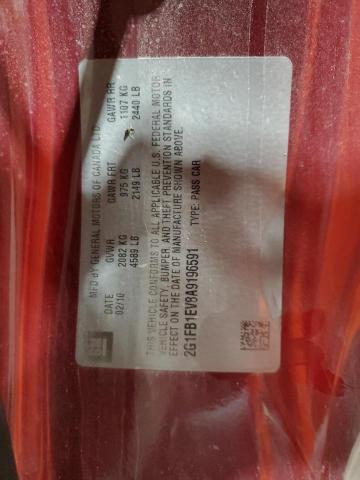 MFD BY GENERAL MOTORS OF CANADA LTD
DATE GVWR GAWR FRT GAWR RR
02/10 2082 KG 975 KG 1107 KG
4589 LB 2149 LB 2440 LB
THIS VEHICLE CONFORMS TO ALL APPLICABLE U.S. FEDERAL MOTOR
VEHICLE SAFETY, BUMPER, AND THEFT PREVENTION STANDARDS IN
EFFECT ON THE DATE OF MANUFACTURE SHOWN ABOVE.
2G1FB1EV8A9196591 TYPE: PASS CAR
GM